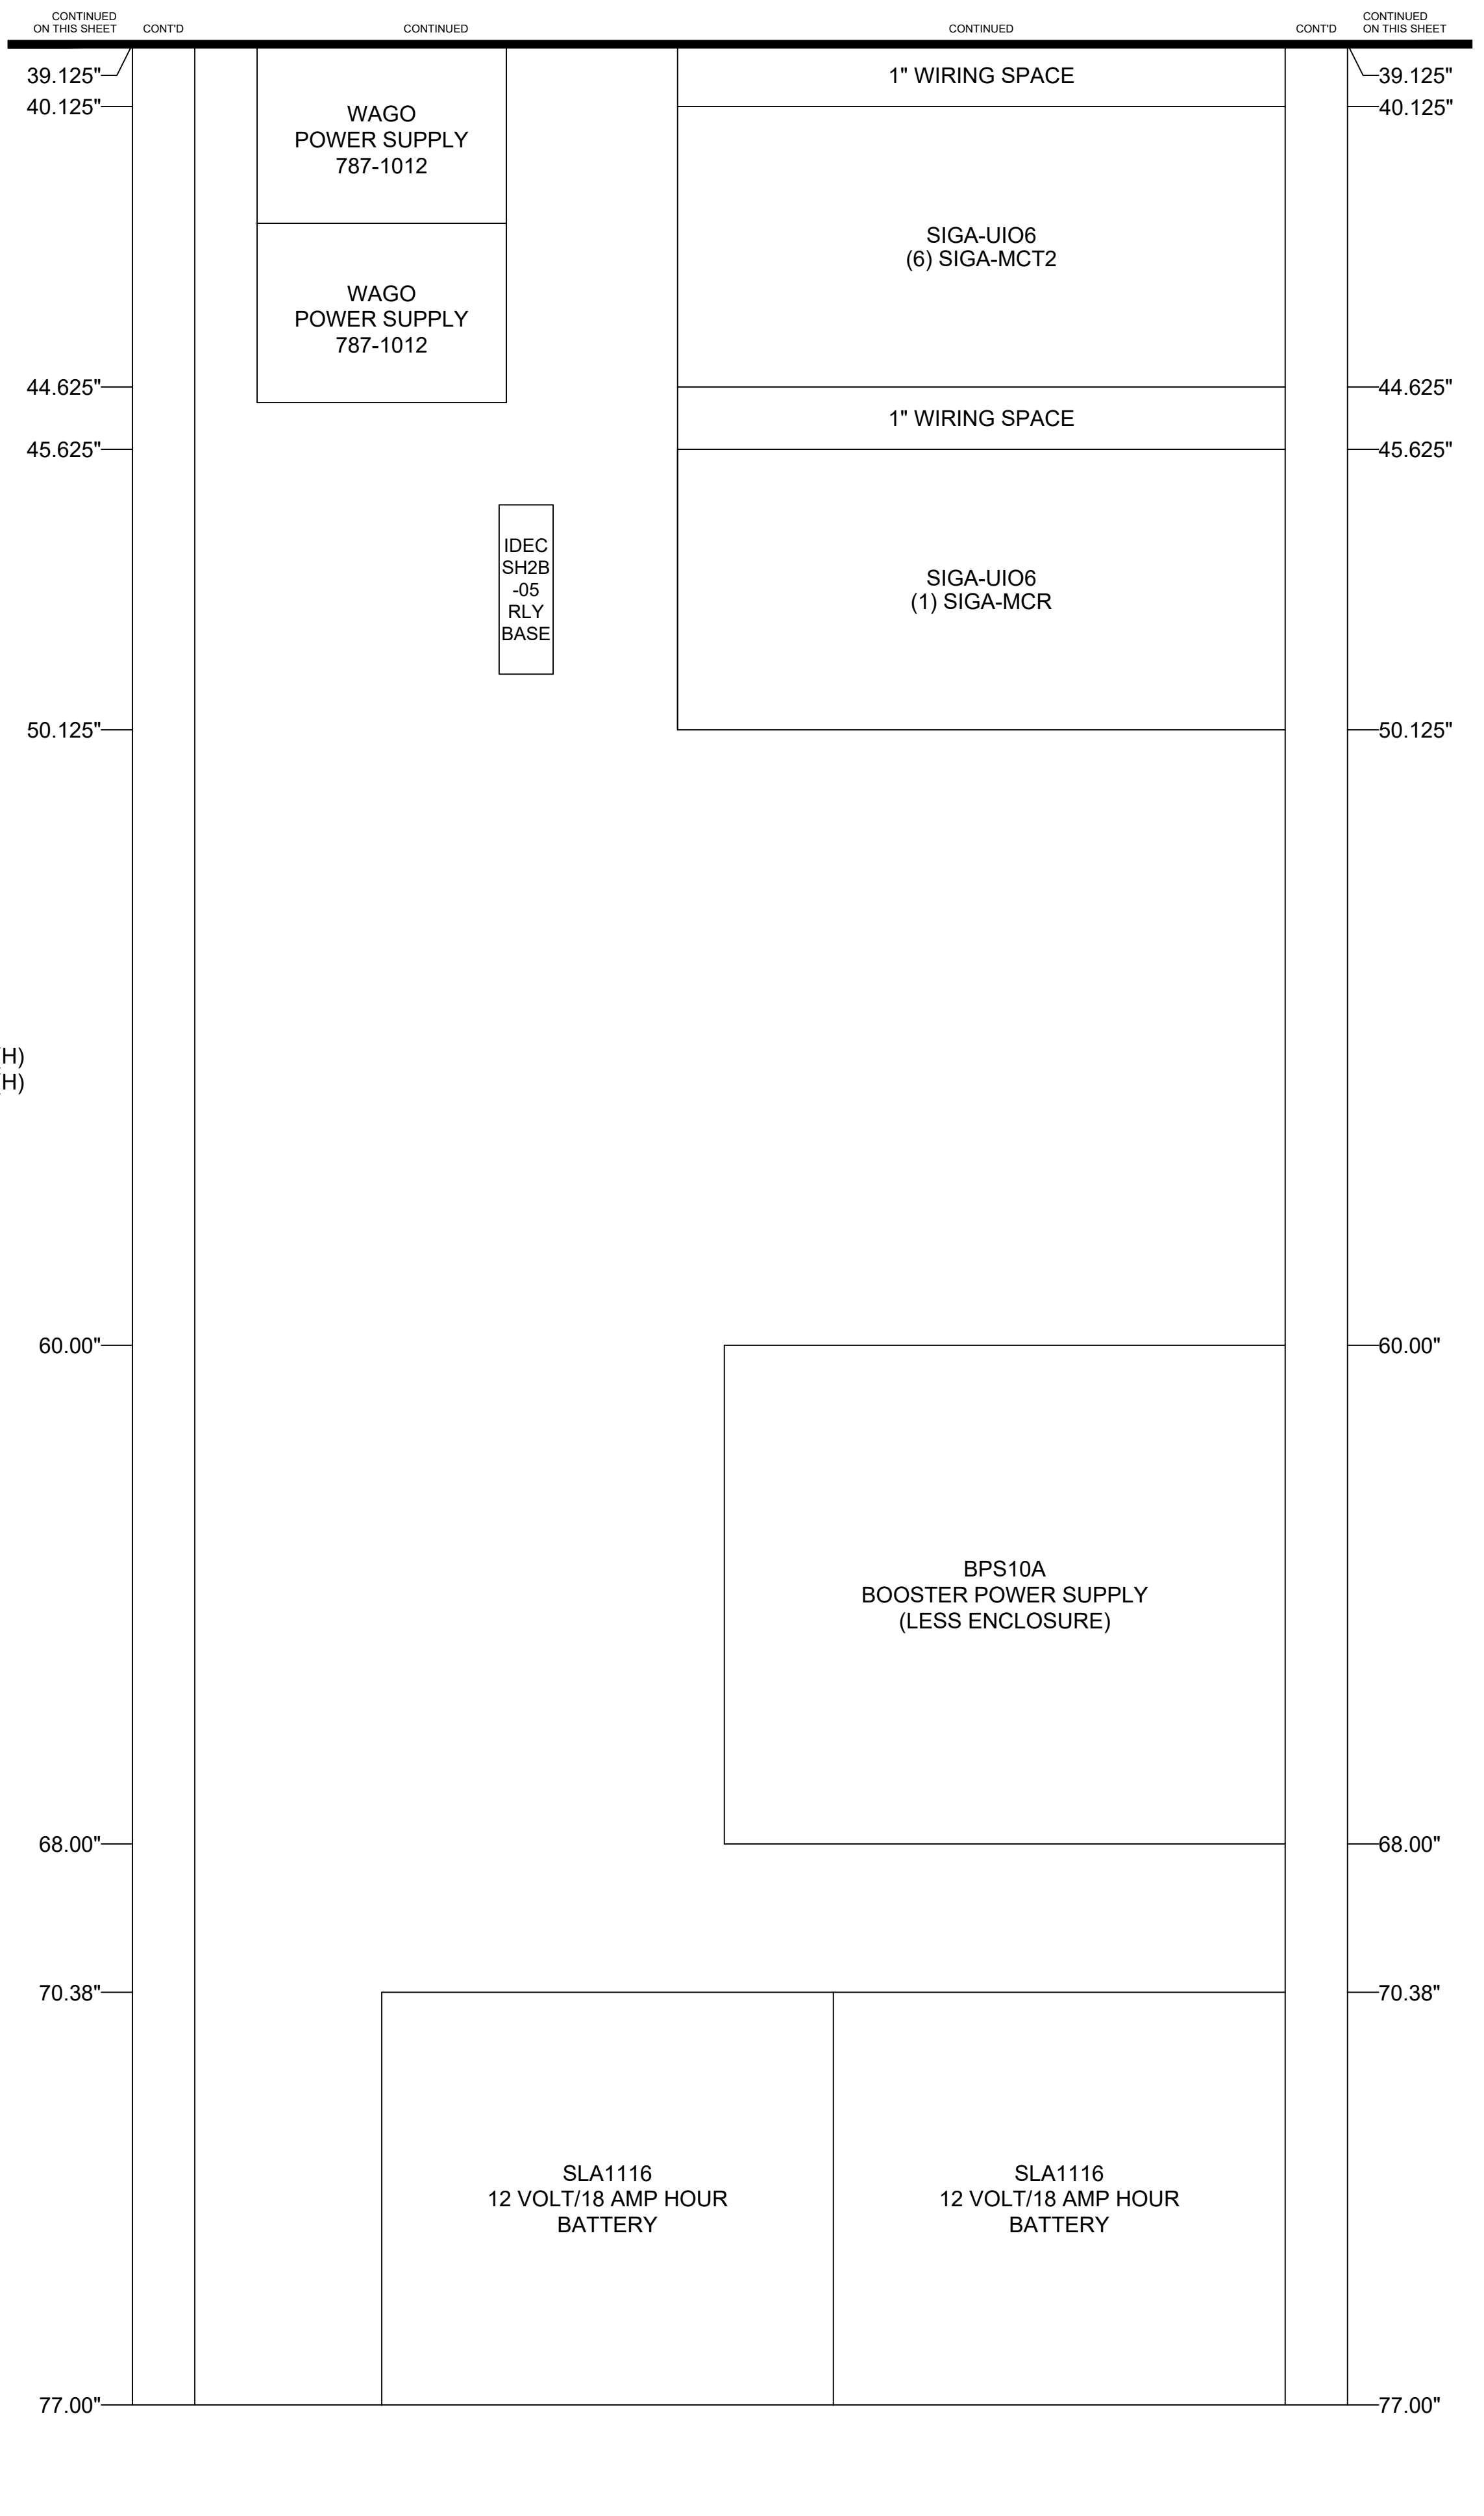 CONTINUED
ON THIS SHEET
CONT'D
CONTINUED
CONTINUED
CONT'D
CONTINUED
ON THIS SHEET
39.125"
1" WIRING SPACE
39.125"
40.125"
40.125"
WAGO
POWER SUPPLY
787-1012
SIGA-UIO6
(6) SIGA-MCT2
WAGO
POWER SUPPLY
787-1012
44.625"
44.625"
1" WIRING SPACE
45.625"
45.625"
IDEC
SH2B
-05
RLY
BASE
SIGA-UIO6
(1) SIGA-MCR
50.125"
50.125"
H)
H)
60.00"
60.00"
BPS10A
BOOSTER POWER SUPPLY
(LESS ENCLOSURE)
68.00"
68.00"
70.38"
70.38"
SLA1116
12 VOLT/18 AMP HOUR
BATTERY
SLA1116
12 VOLT/18 AMP HOUR
BATTERY
77.00"
77.00"